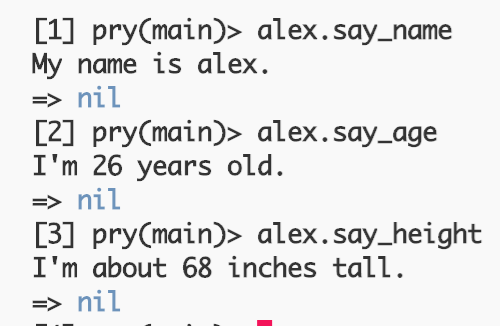 [1] pry(main)> alex.say_name
My name is alex.
=> nil
[2] pry(main)> alex.say_age
I'm 26 years old.
=> nil
[3] pry(main)> alex.say_height
I'm about 68 inches tall.
=> nil